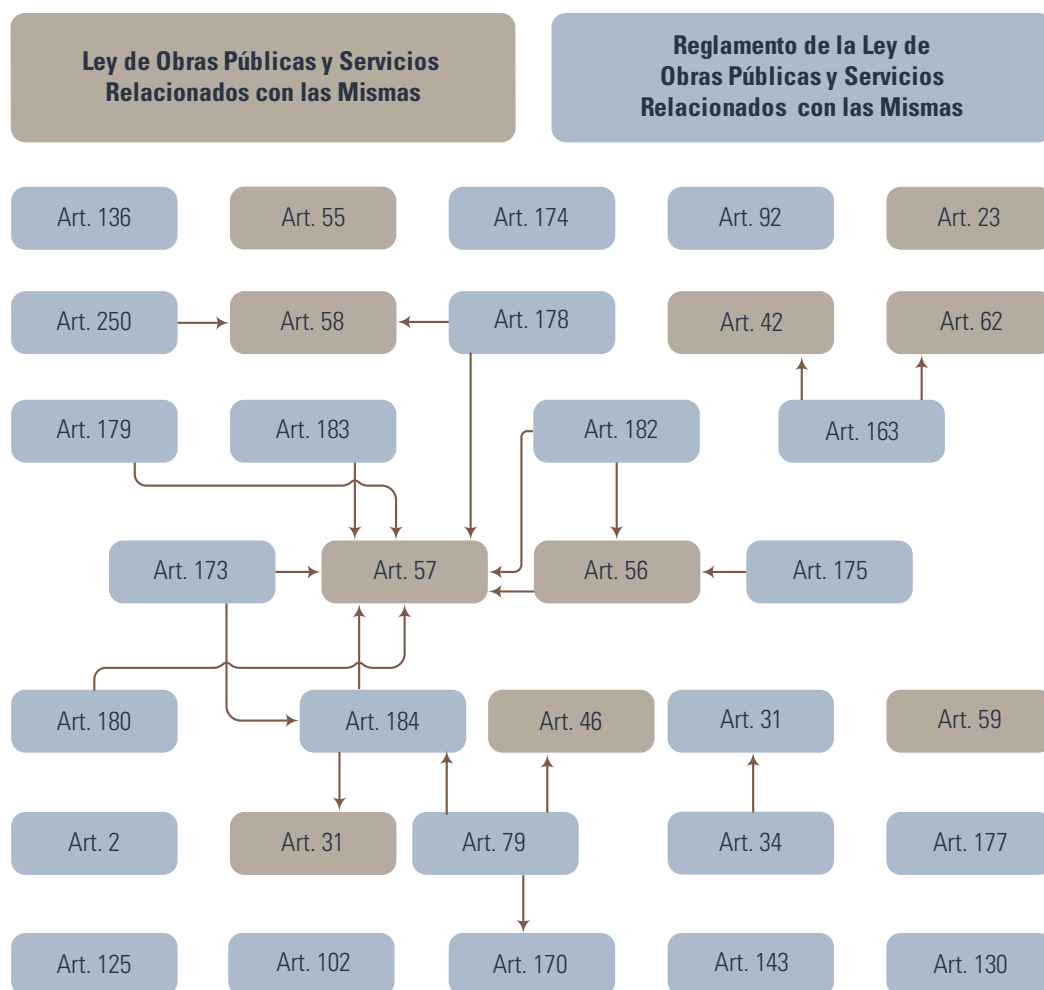 Ley de Obras Públicas y Servicios
Relacionados con las Mismas
Reglamento de la Ley de
Obras Públicas y Servicios
Relacionados con las Mismas
Art. 136
Art. 55
Art. 174
Art. 92
Art. 23
Art. 250
Art. 58
Art. 178
Art. 42
Art. 62
Art. 179
Art. 183
Art. 182
Art. 163
Art. 173
Art. 57
Art. 56
Art. 175
Art. 180
Art. 184
Art. 46
Art. 31
Art. 59
Art. 2
Art. 31
Art. 79
Art. 34
Art. 177
Art. 125
Art. 102
Art. 170
Art. 143
Art. 130